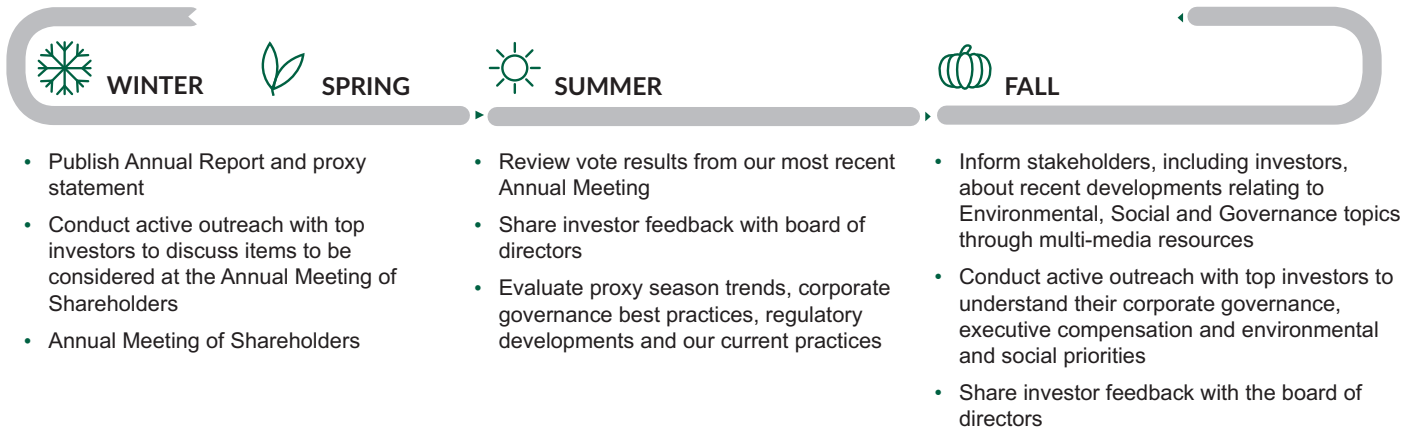 WINTER
SPRING
SUMMER
FALL
• Publish Annual Report and proxy
statement
• Conduct active outreach with top
investors to discuss items to be
considered at the Annual Meeting of
Shareholders
• Annual Meeting of Shareholders
• Review vote results from our most recent
Annual Meeting
• Share investor feedback with board of
directors
• Evaluate proxy season trends, corporate
governance best practices, regulatory
developments and our current practices
• Inform stakeholders, including investors,
about recent developments relating to
Environmental, Social and Governance topics
through multi-media resources
• Conduct active outreach with top investors to
understand their corporate governance,
executive compensation and environmental
and social priorities
• Share investor feedback with the board of
directors